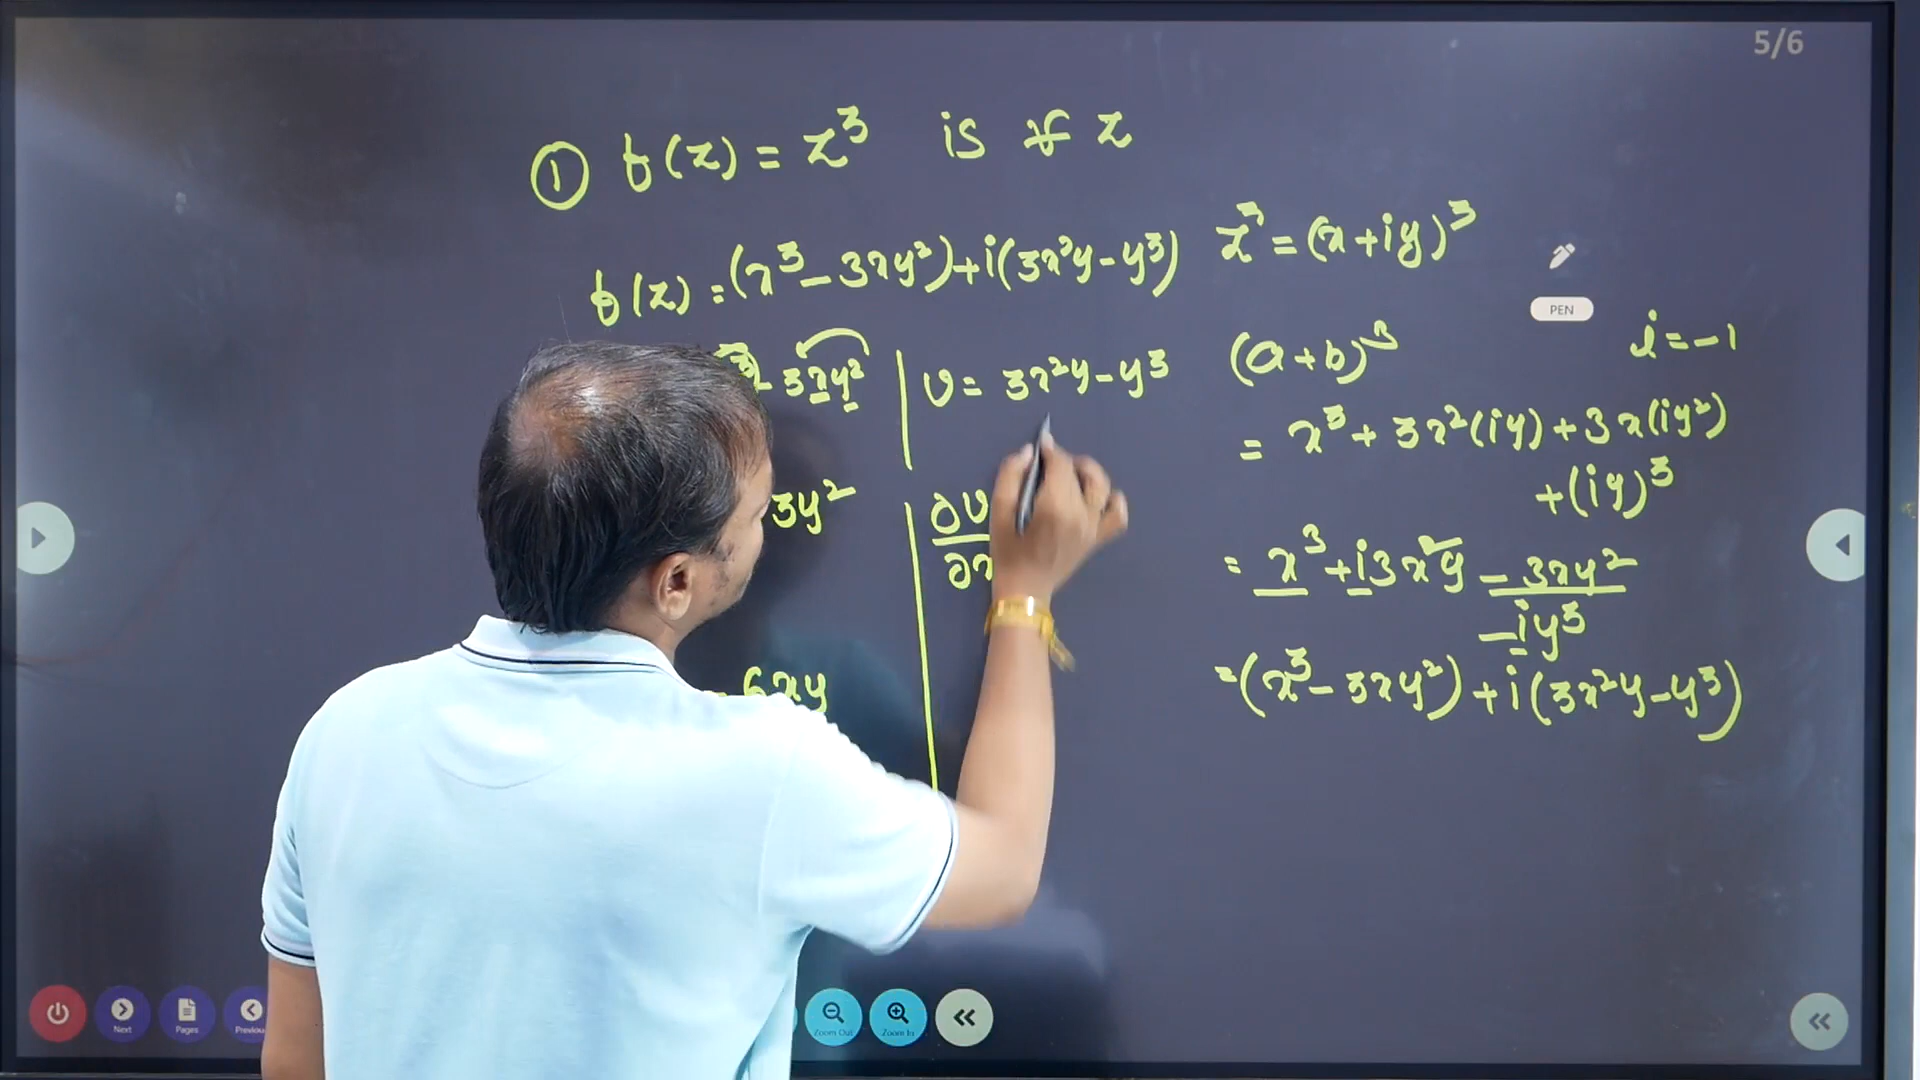 5/6
① f(z) = z³ is of z
f(z) = (x³ - 3xy²) + i(3x²y - y³)
z³ = (x + iy)³
PEN
- 3xy²
v = 3x²y - y³
(a + b)³
i = -1
= x³ + 3x²(iy) + 3x(iy²)
+ (iy)³
3y²
∂v
∂x
= x³ + i3x²y - 3xy²
- iy³
6xy
= (x³ - 3xy²) + i(3x²y - y³)
Next
Pages
Zoom Out
Zoom In